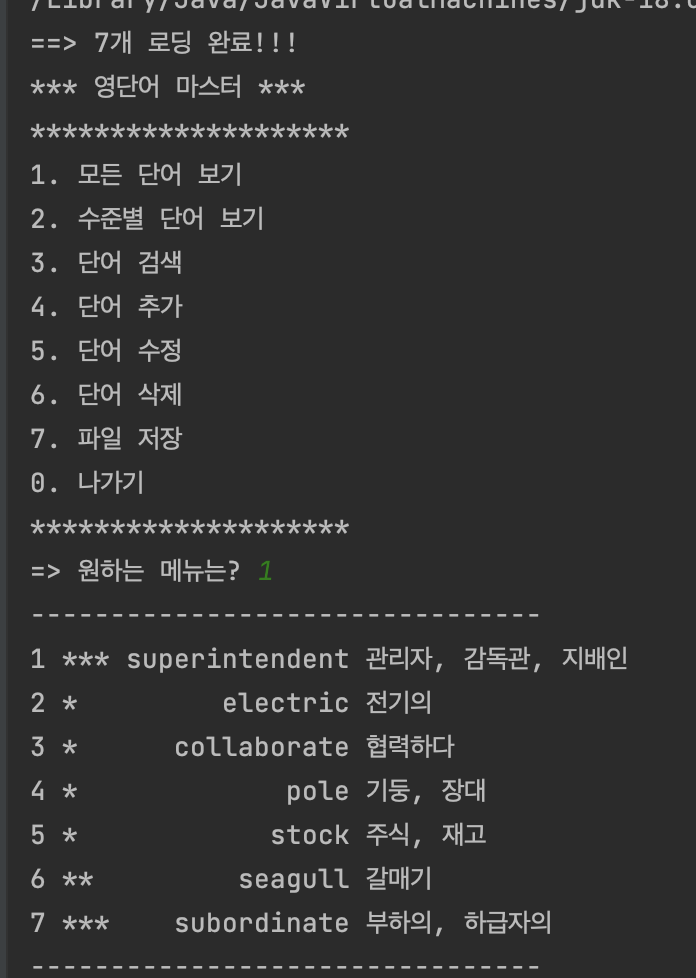 /Library/Java/JavaVirtualMachines/jdk-18.
==> 7개 로딩 완료!!!
*** 영단어 마스터 ***
********************
1. 모든 단어 보기
2. 수준별 단어 보기
3. 단어 검색
4. 단어 추가
5. 단어 수정
6. 단어 삭제
7. 파일 저장
0. 나가기
********************
=> 원하는 메뉴는? 1
--------------------------------
1 *** superintendent 관리자, 감독관, 지배인
2 *         electric 전기의
3 *      collaborate 협력하다
4 *             pole 기둥, 장대
5 *            stock 주식, 재고
6 **         seagull 갈매기
7 ***    subordinate 부하의, 하급자의
--------------------------------